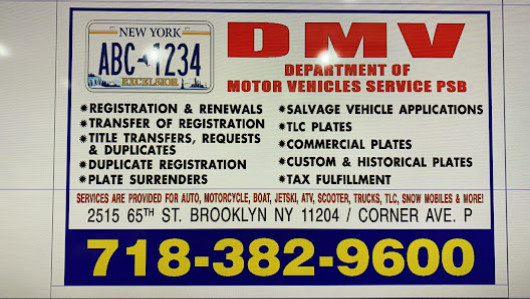 NEW YORK
ABC 1234
EXCELSIOR
DMV
DEPARTMENT OF
MOTOR VEHICLES SERVICE PSB
*REGISTRATION & RENEWALS
*TRANSFER OF REGISTRATION
*TITLE TRANSFERS, REQUESTS
& DUPLICATES
*DUPLICATE REGISTRATION
*PLATE SURRENDERS
*SALVAGE VEHICLE APPLICATIONS
*TLC PLATES
*COMMERCIAL PLATES
*CUSTOM & HISTORICAL PLATES
*TAX FULFILLMENT
SERVICES ARE PROVIDED FOR AUTO, MOTORCYCLE, BOAT, JETSKI, ATV, SCOOTER, TRUCKS, TLC, SNOW MOBILES & MORE!
2515 65TH ST. BROOKLYN NY 11204 / CORNER AVE. P
718-382-9600